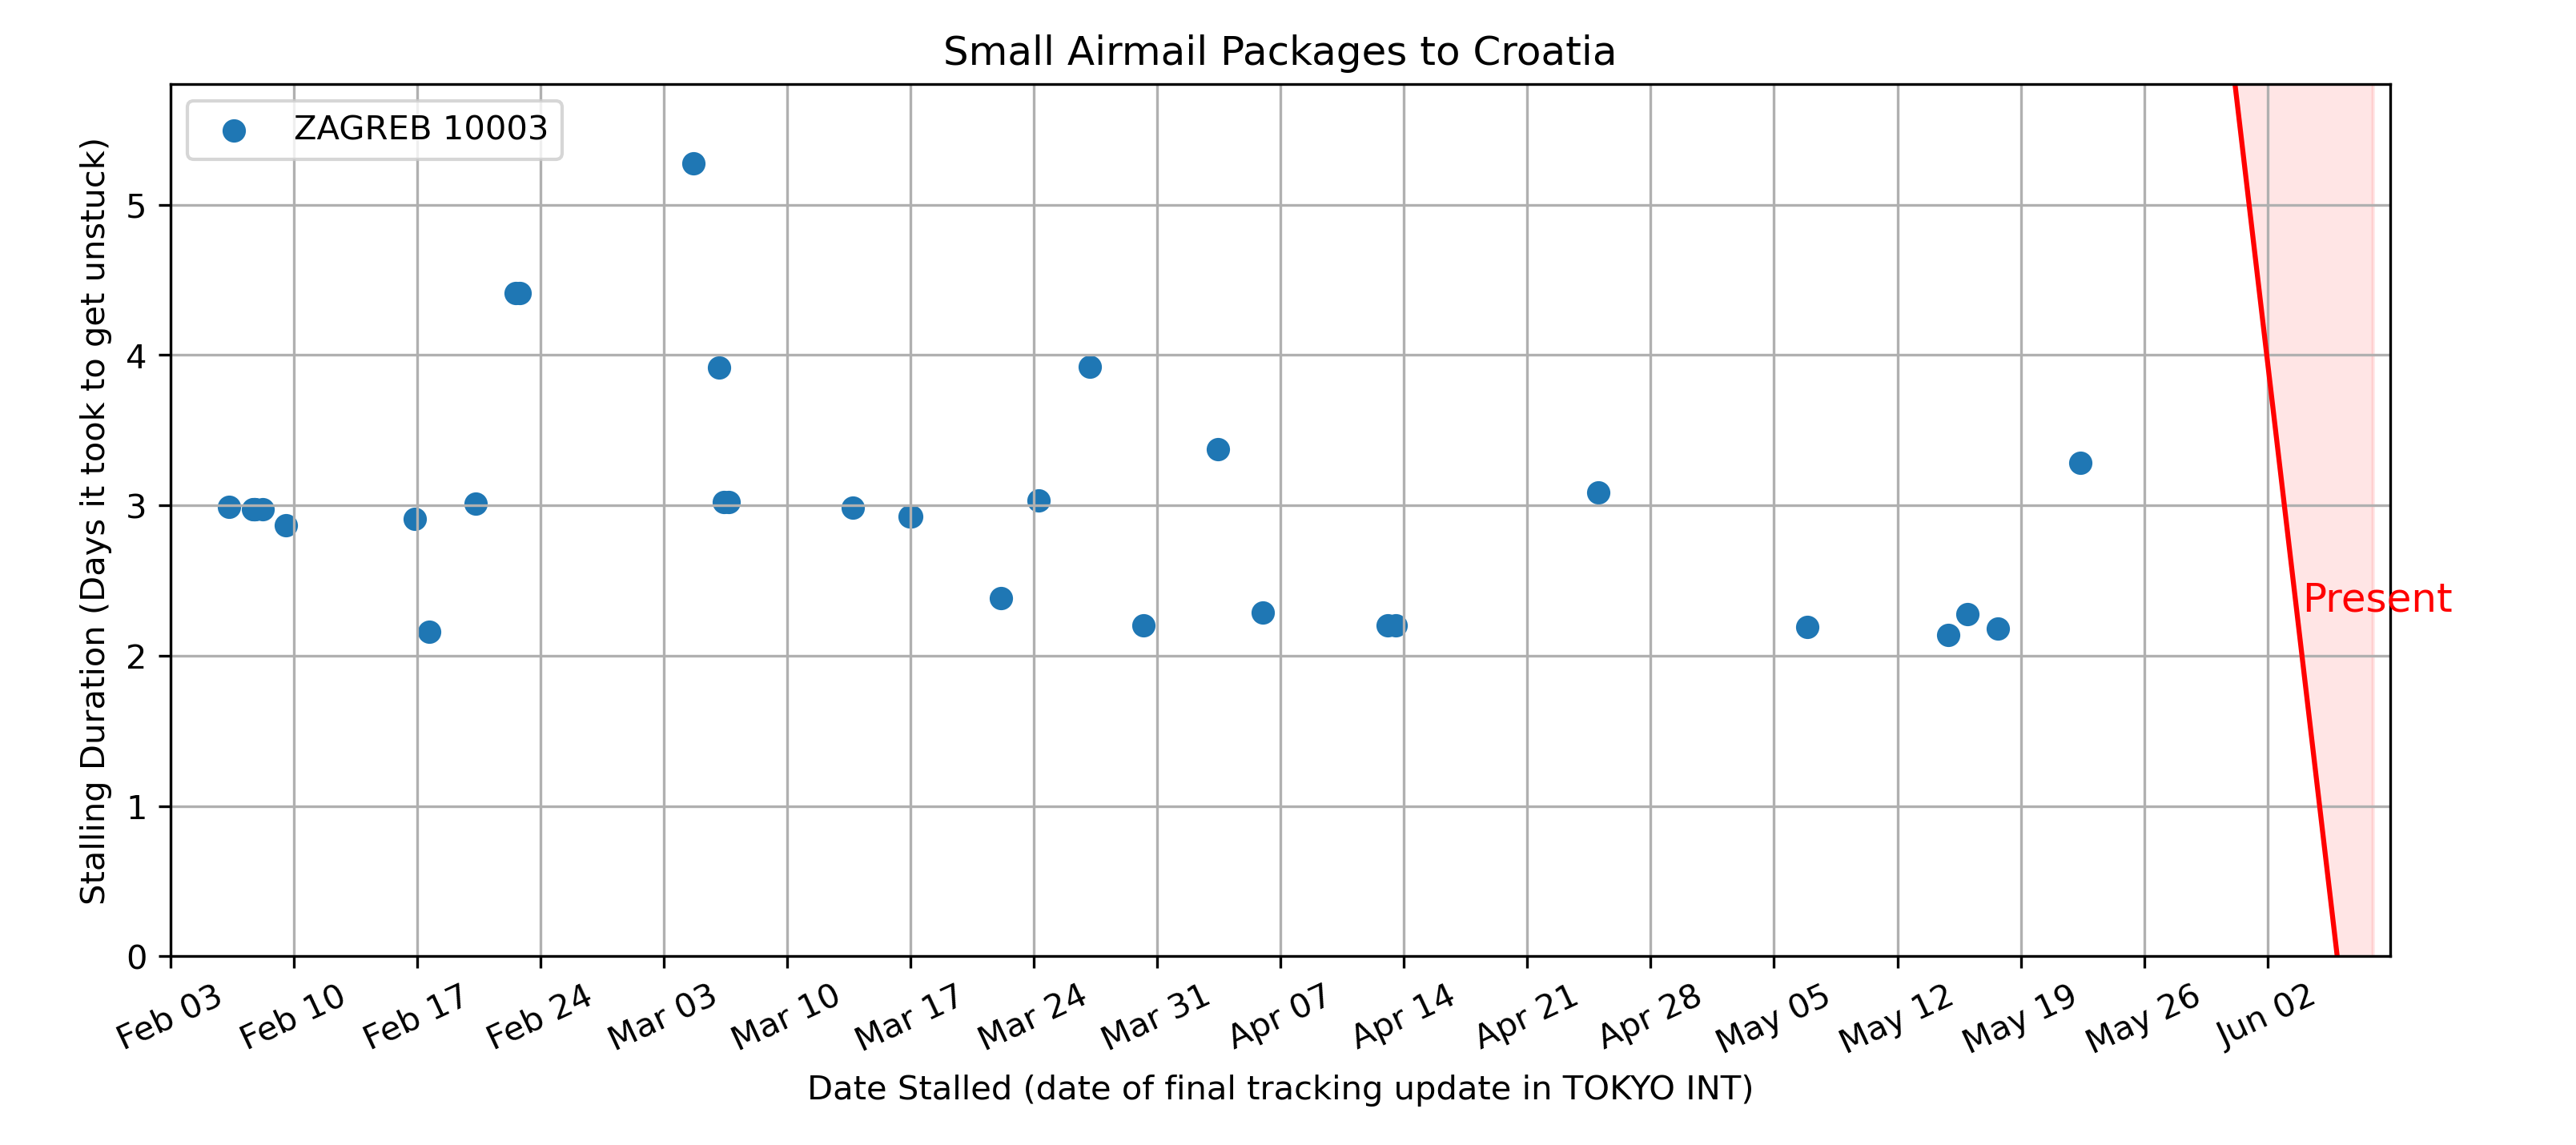 Small Airmail Packages to Croatia
ZAGREB 10003
Stalling Duration (Days it took to get unstuck)
5
4
3
2
1
0
Present
Feb 03
Feb 10
Feb 17
Feb 24
Mar 03
Mar 10
Mar 17
Mar 24
Mar 31
Apr 07
Apr 14
Apr 21
Apr 28
May 05
May 12
May 19
May 26
Jun 02
Date Stalled (date of final tracking update in TOKYO INT)